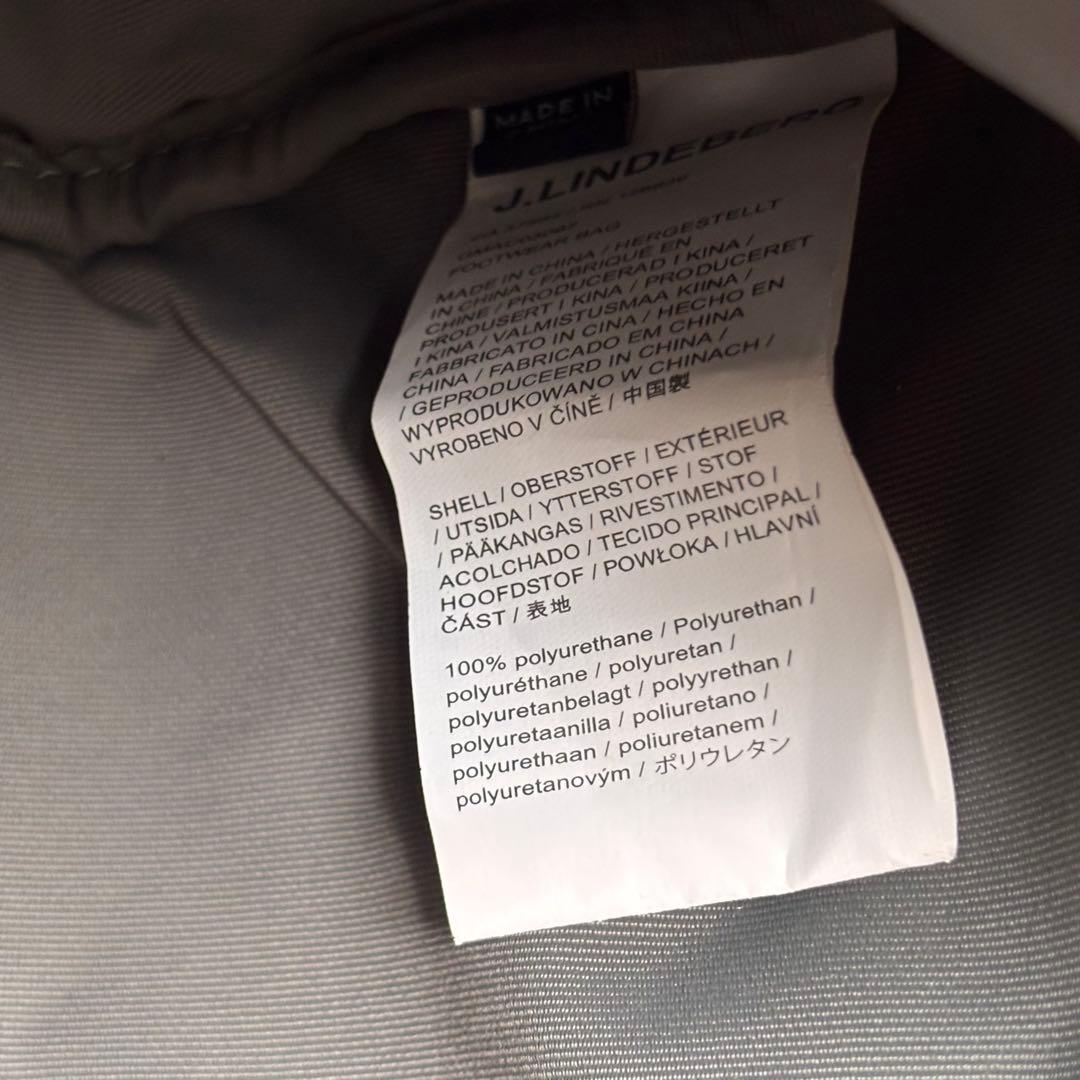 MADE IN
J.LINDEBERG
FOOTWEAR BAG
MADE IN CHINA / HERGESTELLT
IN CHINA / FABRIQUÉ EN
CHINE / PRODUCERAD I KINA /
PRODUSERT I KINA / PRODUCERET
I KINA / VALMISTUSMAA KIINA /
FABBRICATO IN CINA / HECHO EN
CHINA / FABRICADO EM CHINA
/ GEPRODUCEERD IN CHINA /
WYPRODUKOWANO W CHINACH /
VYROBENO V ČÍNĚ / 中国製
SHELL / OBERSTOFF / EXTÉRIEUR
/ UTSIDA / YTTERSTOFF / STOF
/ PÄÄKANGAS / RIVESTIMENTO /
ACOLCHADO / TECIDO PRINCIPAL /
HOOFDSTOF / POWŁOKA / HLAVNÍ
ČÁST / 表地
100% polyurethane / Polyurethan /
polyuréthane / polyuretan /
polyuretanbelagt / polyyrethan /
polyuretaanilla / poliuretano /
polyurethaan / poliuretanem /
polyuretanovým / ポリウレタン